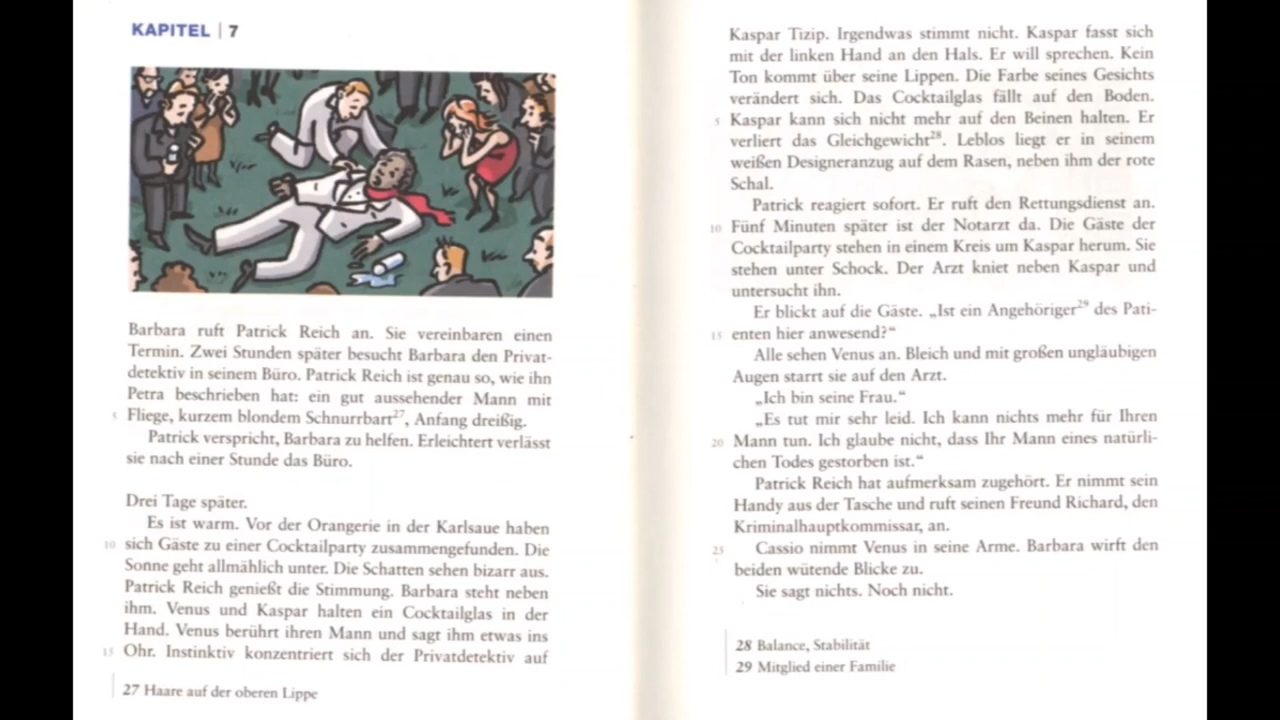 KAPITEL | 7
Barbara ruft Patrick Reich an. Sie vereinbaren einen
Termin. Zwei Stunden später besucht Barbara den Privat-
detektiv in seinem Büro. Patrick Reich ist genau so, wie ihn
Petra beschrieben hat: ein gut aussehender Mann mit
5 Fliege, kurzem blondem Schnurrbart27, Anfang dreißig.
Patrick verspricht, Barbara zu helfen. Erleichtert verlässt
sie nach einer Stunde das Büro.
Drei Tage später.
Es ist warm. Vor der Orangerie in der Karlsaue haben
10 sich Gäste zu einer Cocktailparty zusammengefunden. Die
Sonne geht allmählich unter. Die Schatten sehen bizarr aus.
Patrick Reich genießt die Stimmung. Barbara steht neben
ihm. Venus und Kaspar halten ein Cocktailglas in der
Hand. Venus berührt ihren Mann und sagt ihm etwas ins
15 Ohr. Instinktiv konzentriert sich der Privatdetektiv auf
27 Haare auf der oberen Lippe
Kaspar Tizip. Irgendwas stimmt nicht. Kaspar fasst sich
mit der linken Hand an den Hals. Er will sprechen. Kein
Ton kommt über seine Lippen. Die Farbe seines Gesichts
verändert sich. Das Cocktailglas fällt auf den Boden.
5 Kaspar kann sich nicht mehr auf den Beinen halten. Er
verliert das Gleichgewicht28. Leblos liegt er in seinem
weißen Designeranzug auf dem Rasen, neben ihm der rote
Schal.
Patrick reagiert sofort. Er ruft den Rettungsdienst an.
10 Fünf Minuten später ist der Notarzt da. Die Gäste der
Cocktailparty stehen in einem Kreis um Kaspar herum. Sie
stehen unter Schock. Der Arzt kniet neben Kaspar und
untersucht ihn.
Er blickt auf die Gäste. „Ist ein Angehöriger29 des Pati-
15 enten hier anwesend?“
Alle sehen Venus an. Bleich und mit großen ungläubigen
Augen starrt sie auf den Arzt.
„Ich bin seine Frau.“
„Es tut mir sehr leid. Ich kann nichts mehr für Ihren
20 Mann tun. Ich glaube nicht, dass Ihr Mann eines natürli-
chen Todes gestorben ist.“
Patrick Reich hat aufmerksam zugehört. Er nimmt sein
Handy aus der Tasche und ruft seinen Freund Richard, den
Kriminalhauptkommissar, an.
25 Cassio nimmt Venus in seine Arme. Barbara wirft den
beiden wütende Blicke zu.
Sie sagt nichts. Noch nicht.
28 Balance, Stabilität
29 Mitglied einer Familie